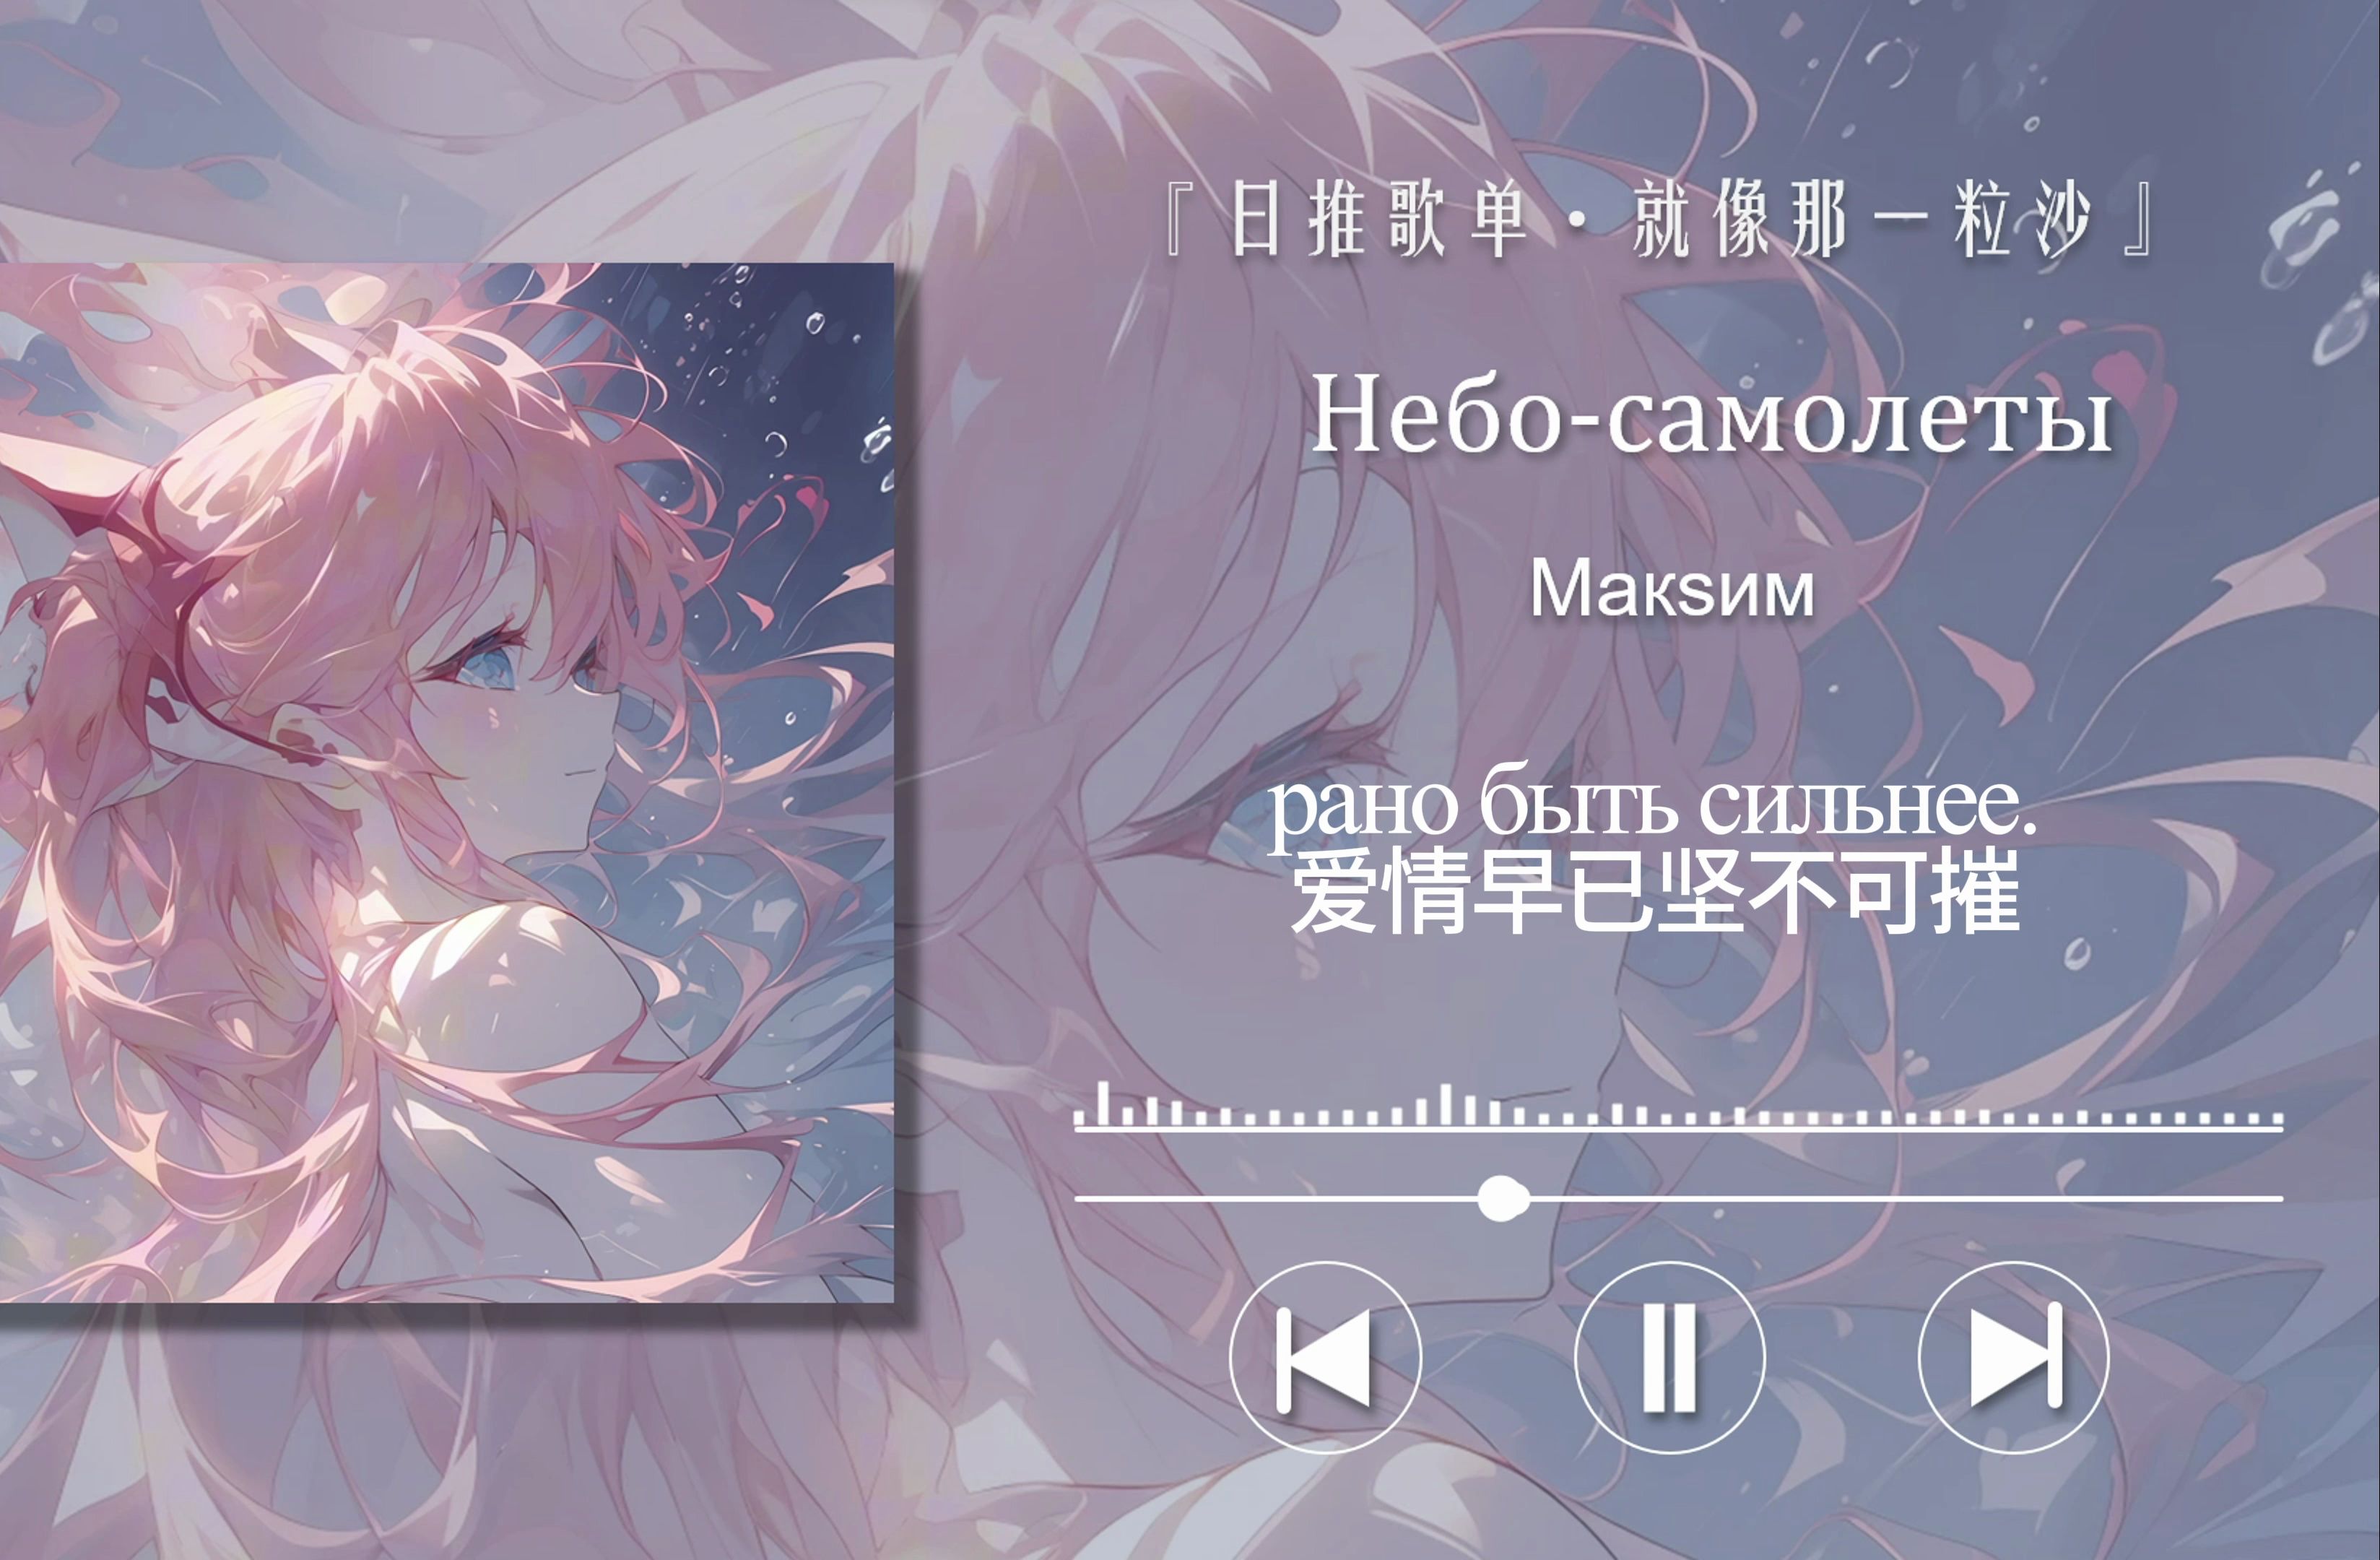 『日推歌单·就像那一粒沙』
Небо-самолеты
Макsим
рано быть сильнее.
爱情早已坚不可摧